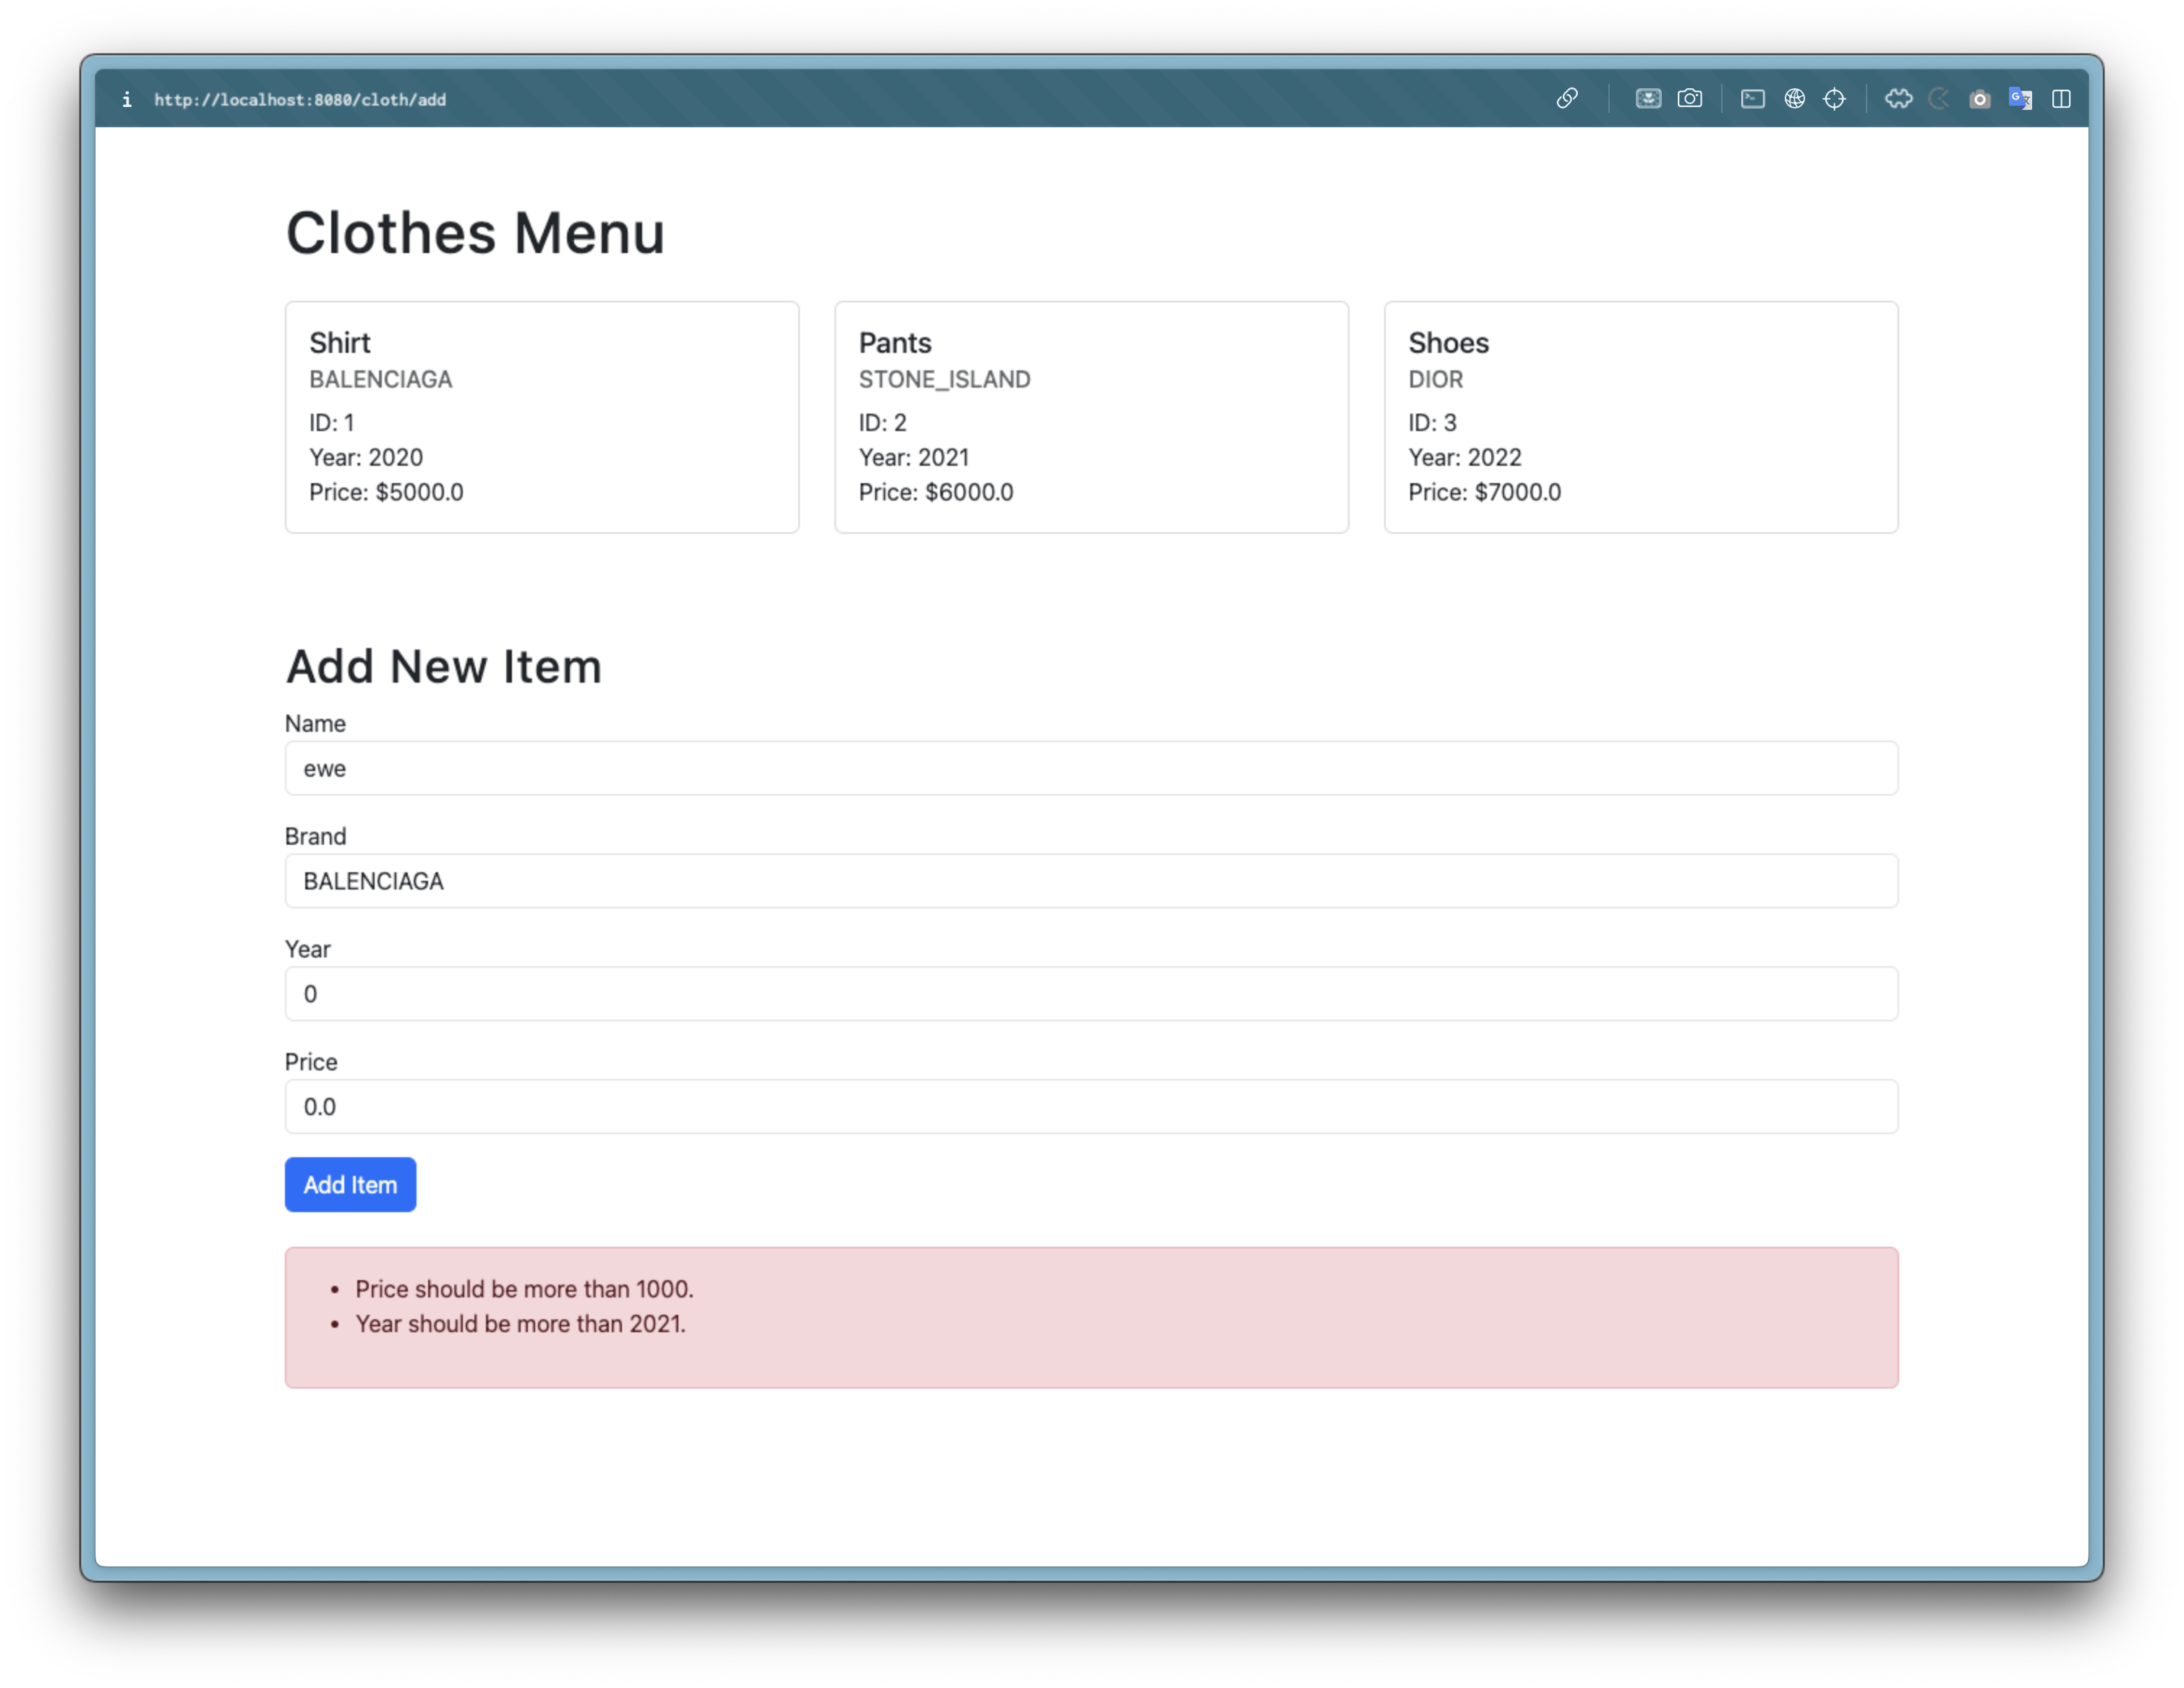 http://localhost:8080/cloth/add
Clothes Menu
Shirt
BALENCIAGA
ID: 1
Year: 2020
Price: $5000.0
Pants
STONE_ISLAND
ID: 2
Year: 2021
Price: $6000.0
Shoes
DIOR
ID: 3
Year: 2022
Price: $7000.0
Add New Item
Name
ewe
Brand
BALENCIAGA
Year
0
Price
0.0
Add Item
• Price should be more than 1000.
• Year should be more than 2021.